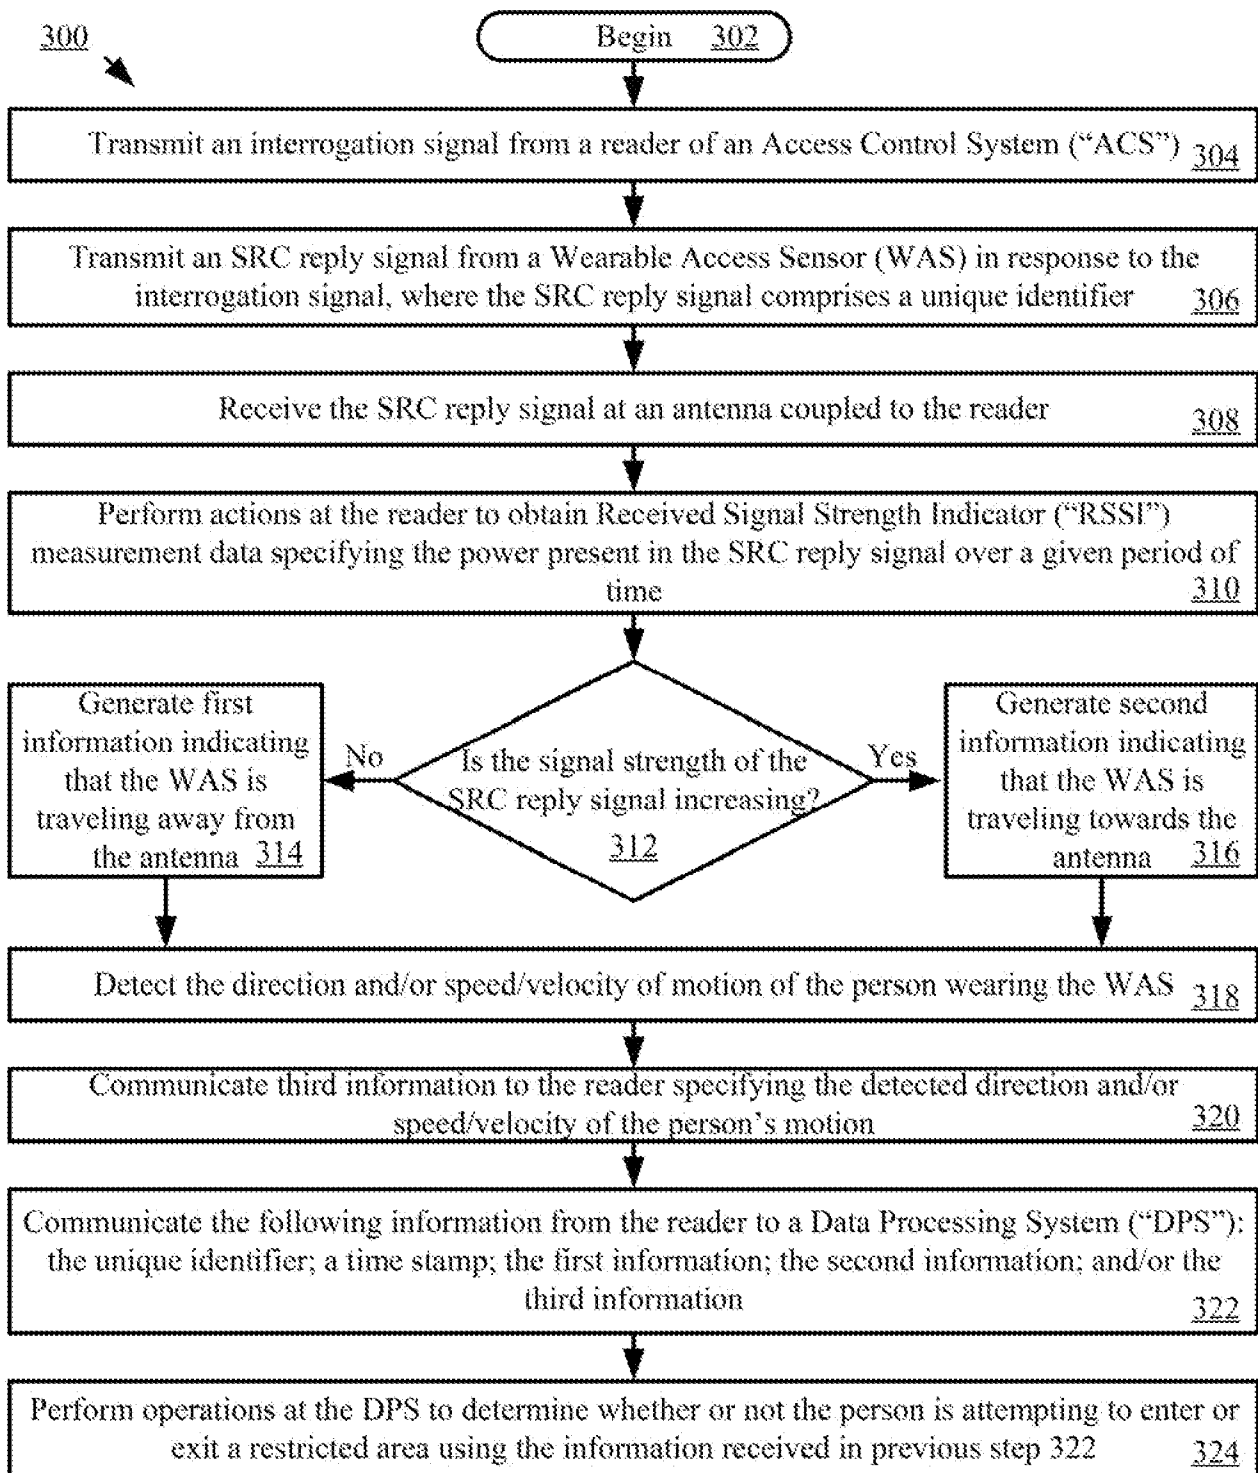 300
Begin 302
Transmit an interrogation signal from a reader of an Access Control System (“ACS”) 304
Transmit an SRC reply signal from a Wearable Access Sensor (WAS) in response to the
interrogation signal, where the SRC reply signal comprises a unique identifier 306
Receive the SRC reply signal at an antenna coupled to the reader 308
Perform actions at the reader to obtain Received Signal Strength Indicator (“RSSI”)
measurement data specifying the power present in the SRC reply signal over a given period of
time 310
Generate first
information indicating
that the WAS is
traveling away from
the antenna 314
No
Is the signal strength of the
SRC reply signal increasing?
312
Yes
Generate second
information indicating
that the WAS is
traveling towards the
antenna 316
Detect the direction and/or speed/velocity of motion of the person wearing the WAS 318
Communicate third information to the reader specifying the detected direction and/or
speed/velocity of the person’s motion 320
Communicate the following information from the reader to a Data Processing System (“DPS”):
the unique identifier; a time stamp; the first information; the second information; and/or the
third information 322
Perform operations at the DPS to determine whether or not the person is attempting to enter or
exit a restricted area using the information received in previous step 322 324